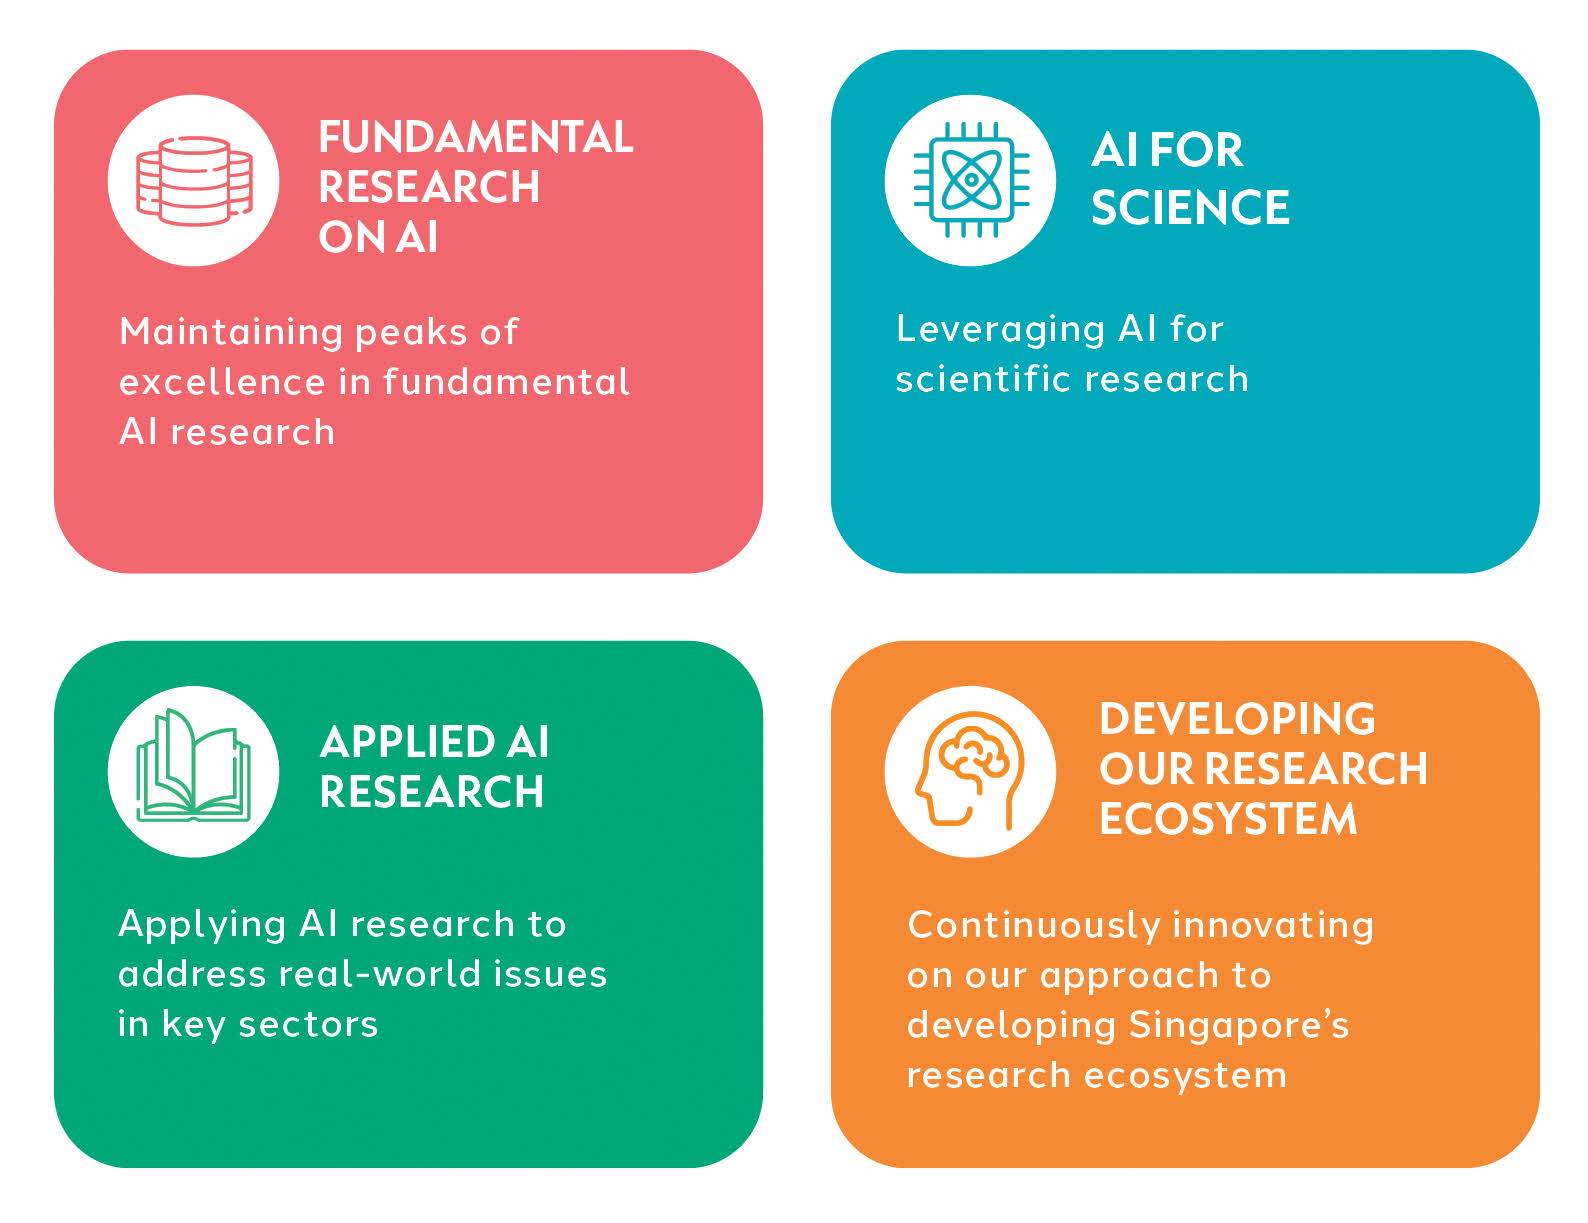 FUNDAMENTAL
RESEARCH
ON AI
Maintaining peaks of
excellence in fundamental
AI research
AI FOR
SCIENCE
Leveraging AI for
scientific research
APPLIED AI
RESEARCH
Applying AI research to
address real-world issues
in key sectors
DEVELOPING
OUR RESEARCH
ECOSYSTEM
Continuously innovating
on our approach to
developing Singapore’s
research ecosystem